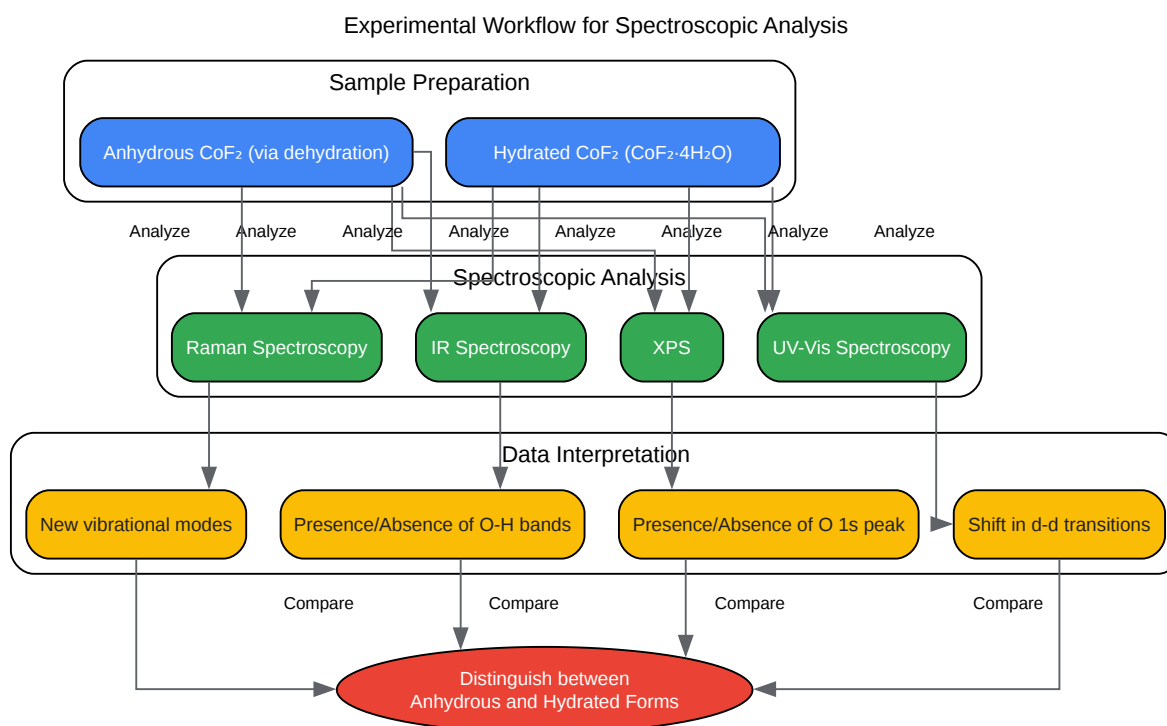 Experimental Workflow for Spectroscopic Analysis
Sample Preparation
Anhydrous CoF₂ (via dehydration)
Hydrated CoF₂ (CoF₂·4H₂O)
Analyze
Analyze
Analyze
Analyze
Analyze
Analyze
Analyze
Analyze
Spectroscopic Analysis
Raman Spectroscopy
IR Spectroscopy
XPS
UV-Vis Spectroscopy
Data Interpretation
New vibrational modes
Presence/Absence of O-H bands
Presence/Absence of O 1s peak
Shift in d-d transitions
Compare
Compare
Compare
Compare
Distinguish between
Anhydrous and Hydrated Forms